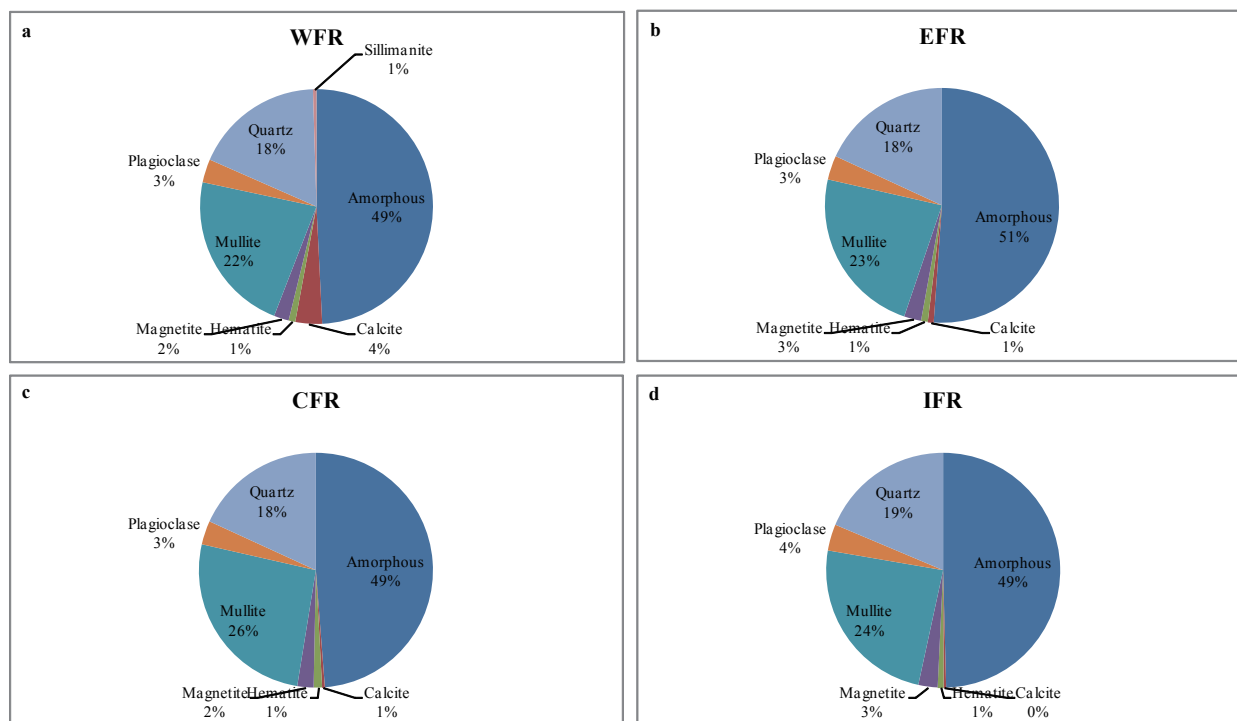 a
WFR
Sillimanite
1%
Quartz
18%
Plagioclase
3%
Amorphous
49%
Mullite
22%
Magnetite
2%
Hematite
1%
Calcite
4%
b
EFR
Quartz
18%
Plagioclase
3%
Amorphous
51%
Mullite
23%
Magnetite
3%
Hematite
1%
Calcite
1%
c
CFR
Quartz
18%
Plagioclase
3%
Amorphous
49%
Mullite
26%
Magnetite
2%
Hematite
1%
Calcite
1%
d
IFR
Quartz
19%
Plagioclase
4%
Amorphous
49%
Mullite
24%
Magnetite
3%
Hematite
1%
Calcite
0%